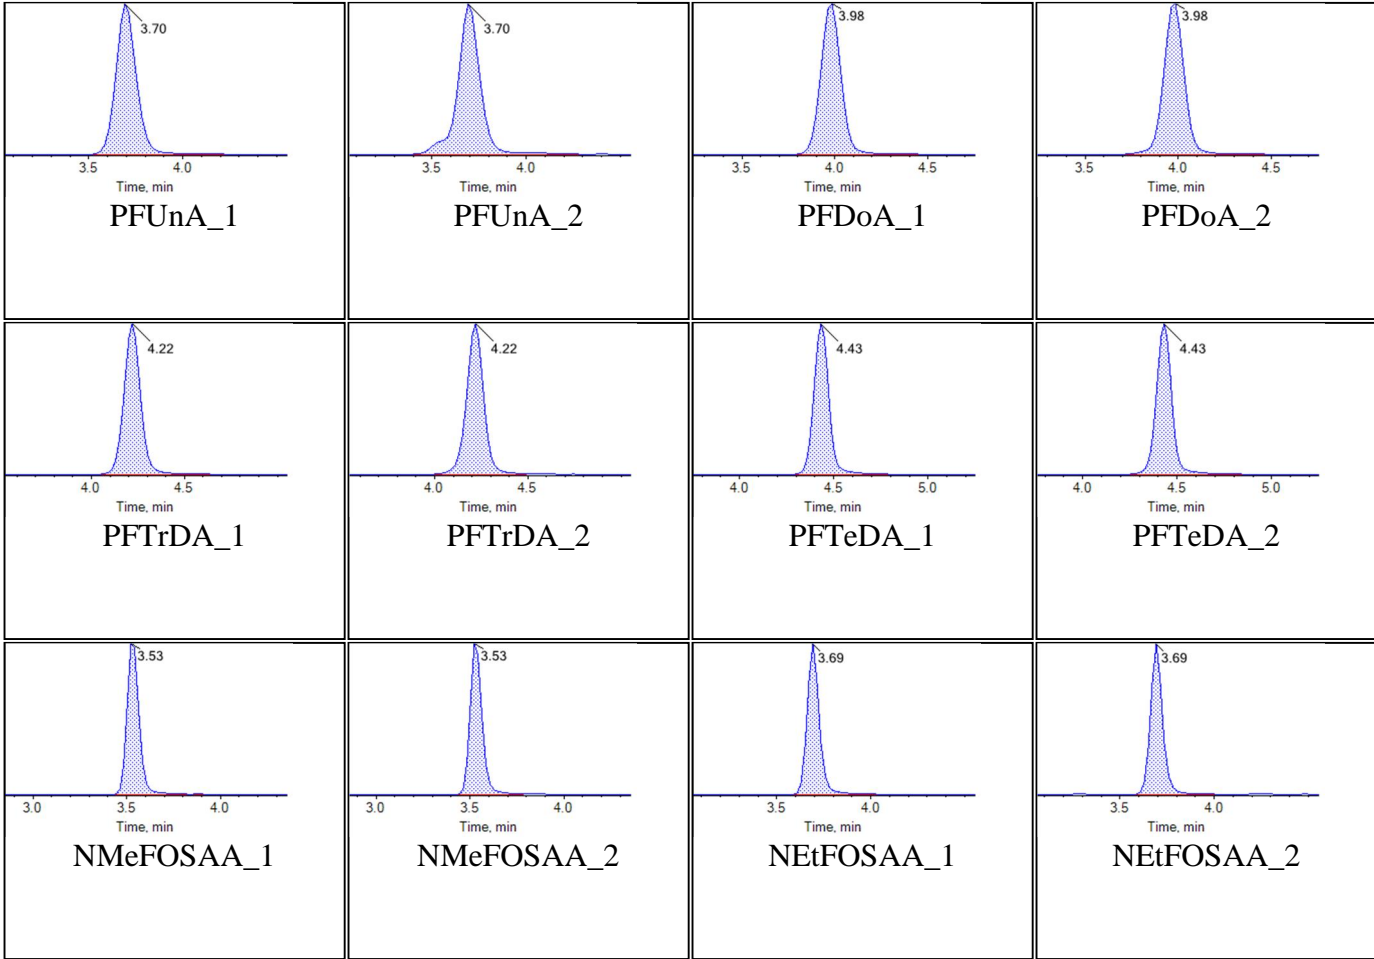 3.70
3.5 4.0
Time, min
PFUnA_1
3.70
3.5 4.0
Time, min
PFUnA_2
3.98
3.5 4.0 4.5
Time, min
PFDoA_1
3.98
3.5 4.0 4.5
Time, min
PFDoA_2
4.22
4.0 4.5
Time, min
PFTrDA_1
4.22
4.0 4.5
Time, min
PFTrDA_2
4.43
4.0 4.5 5.0
Time, min
PFTeDA_1
4.43
4.0 4.5 5.0
Time, min
PFTeDA_2
3.53
3.0 3.5 4.0
Time, min
NMeFOSAA_1
3.53
3.0 3.5 4.0
Time, min
NMeFOSAA_2
3.69
3.5 4.0
Time, min
NEtFOSAA_1
3.69
3.5 4.0
Time, min
NEtFOSAA_2